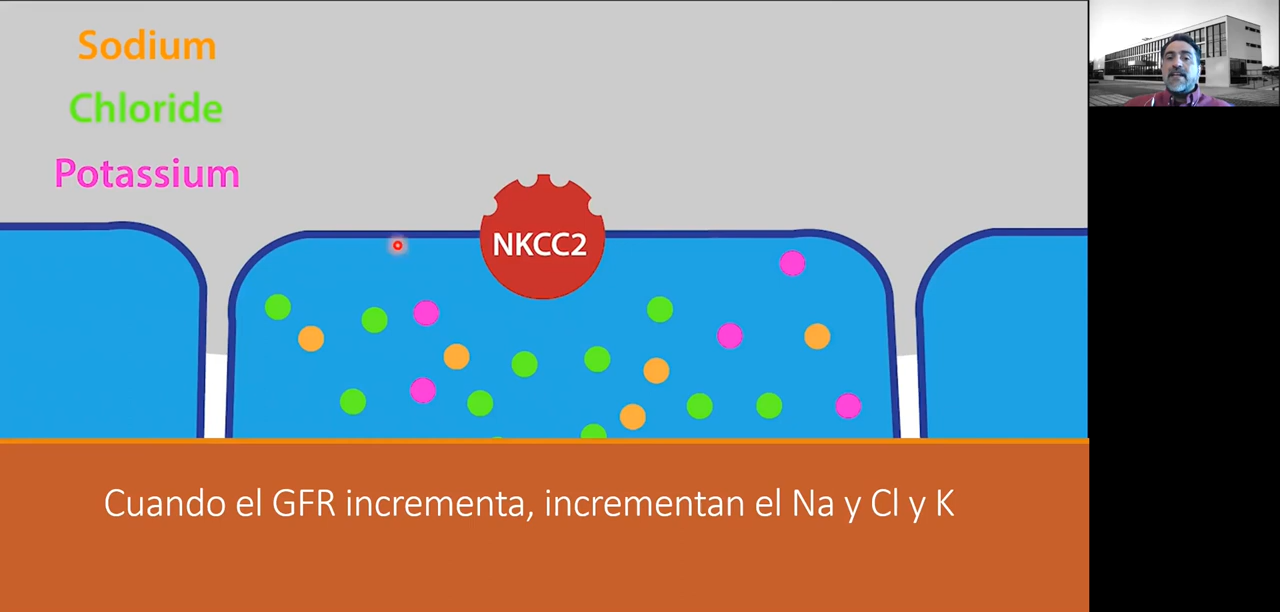 Sodium
Chloride
Potassium
NKCC2
Cuando el GFR incrementa, incrementan el Na y Cl y K